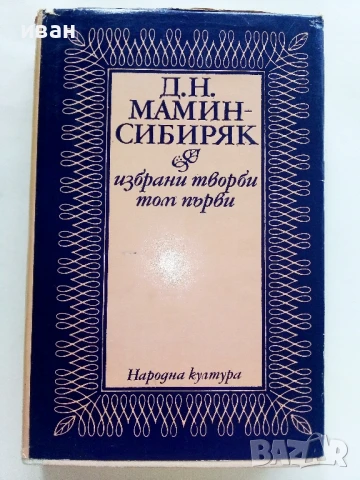 иван
Д.Н.
МАМИН-
СИБИРЯК
избрани творби
том първи
Народна култура
BAZAR